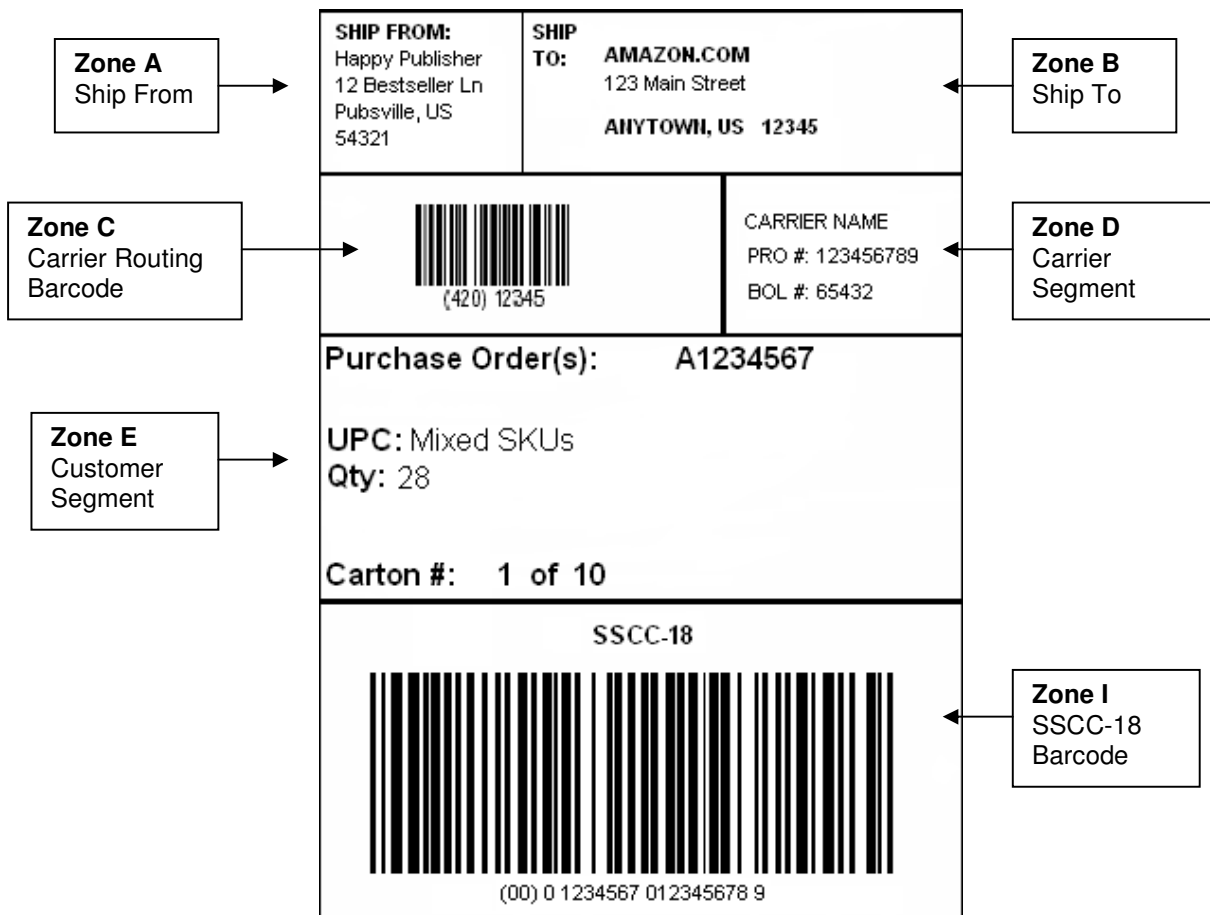 SHIP FROM:
Happy Publisher
12 Bestseller Ln
Pubsville, US
54321
SHIP
TO:
AMAZON.COM
123 Main Street
ANYTOWN, US 12345
Zone A
Ship From
Zone B
Ship To
Zone C
Carrier Routing
Barcode
(420) 12345
CARRIER NAME
PRO #: 123456789
BOL #: 65432
Zone D
Carrier
Segment
Purchase Order(s): A1234567
UPC: Mixed SKUs
Qty: 28
Carton #: 1 of 10
Zone E
Customer
Segment
SSCC-18
(00) 0 1234567 012345678 9
Zone I
SSCC-18
Barcode